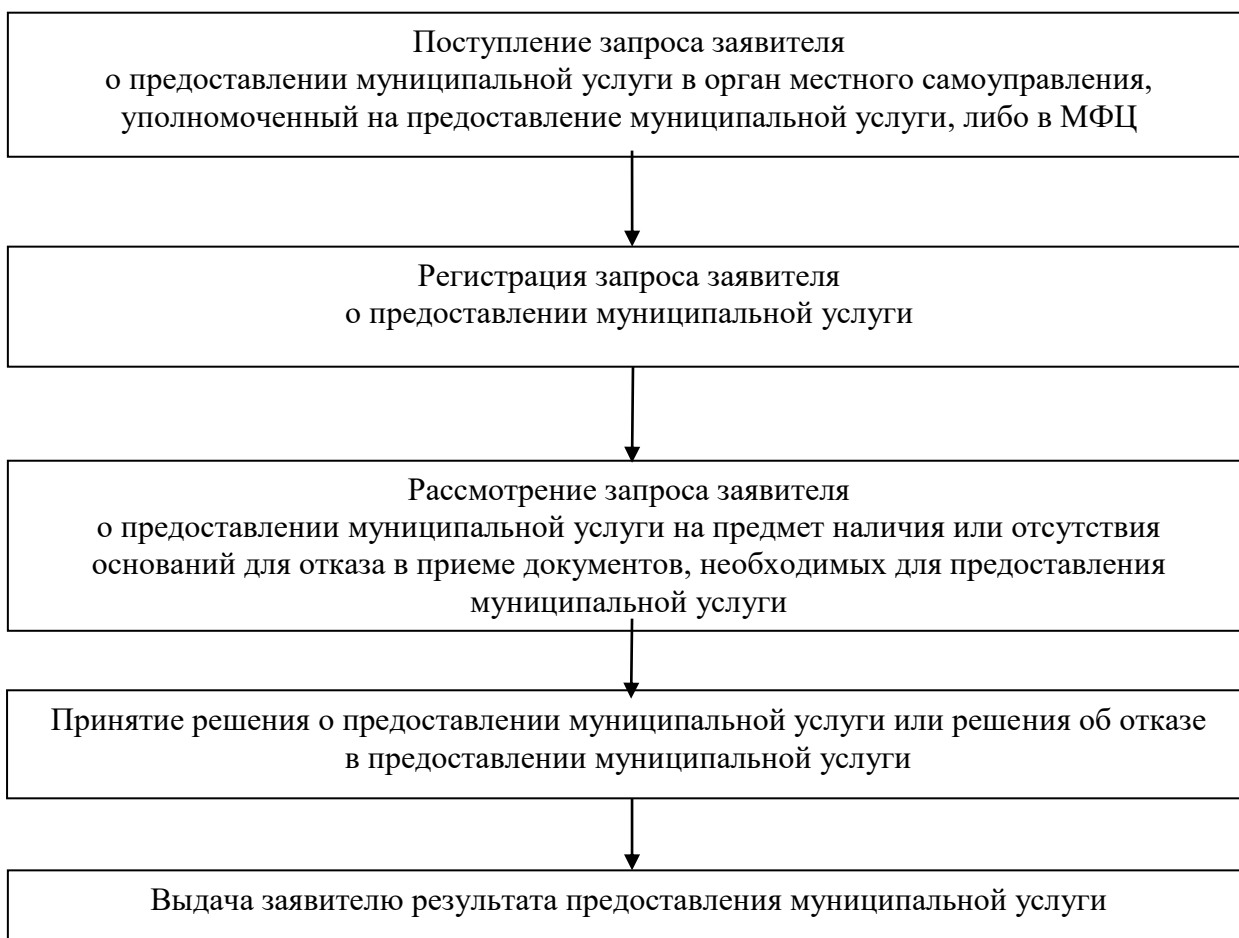 Поступление запроса заявителя
о предоставлении муниципальной услуги в орган местного самоуправления,
уполномоченный на предоставление муниципальной услуги, либо в МФЦ
Регистрация запроса заявителя
о предоставлении муниципальной услуги
Рассмотрение запроса заявителя
о предоставлении муниципальной услуги на предмет наличия или отсутствия
оснований для отказа в приеме документов, необходимых для предоставления
муниципальной услуги
Принятие решения о предоставлении муниципальной услуги или решения об отказе
в предоставлении муниципальной услуги
Выдача заявителю результата предоставления муниципальной услуги